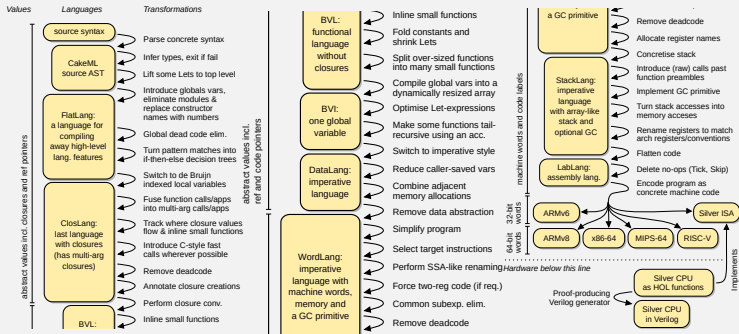 Values
Languages
Transformations
abstract values incl. closures and ref pointers
source syntax
Parse concrete syntax
CakeML
source AST
Infer types, exit if fail
Lift some Lets to top level
Introduce globals vars,
eliminate modules &
replace constructor
names with numbers
FlatLang:
a language for
compiling
away high-level
lang. features
Global dead code elim.
Turn pattern matches into
if-then-else decision trees
Switch to de Bruijn
indexed local variables
ClosLang:
last language
with closures
(has multi-arg
closures)
Fuse function calls/apps
into multi-arg calls/apps
Track where closure values
flow & inline small functions
Introduce C-style fast
calls wherever possible
Remove deadcode
Annotate closure creations
Perform closure conv.
BVL:
Inline small functions
abstract values incl.
ref and code pointers
BVL:
functional
language
without
closures
Inline small functions
Fold constants and
shrink Lets
Split over-sized functions
into many small functions
Compile global vars into a
dynamically resized array
BVI:
one global
variable
Optimise Let-expressions
Make some functions tail-
recursive using an acc.
Switch to imperative style
DataLang:
imperative
language
Reduce caller-saved vars
Combine adjacent
memory allocations
Remove data abstraction
WordLang:
imperative
language with
machine words,
memory and
a GC primitive
Simplify program
Select target instructions
Perform SSA-like renaming
Force two-reg code (if req.)
Common subexp. elim.
Remove deadcode
machine words and code labels
a GC primitive
Remove deadcode
Allocate register names
Concretise stack
StackLang:
imperative
language
with array-like
stack and
optional GC
Introduce (raw) calls past
function preambles
Implement GC primitive
Turn stack accesses into
memory acceses
Rename registers to match
arch registers/conventions
Flatten code
LabLang:
assembly lang.
Delete no-ops (Tick, Skip)
Encode program as
concrete machine code
32-bit
words
ARMv6
Silver ISA
64-bit
words
ARMv8
x86-64
MIPS-64
RISC-V
Hardware below this line
Implements
Silver CPU
as HOL functions
Proof-producing
Verilog generator
Silver CPU
in Verilog